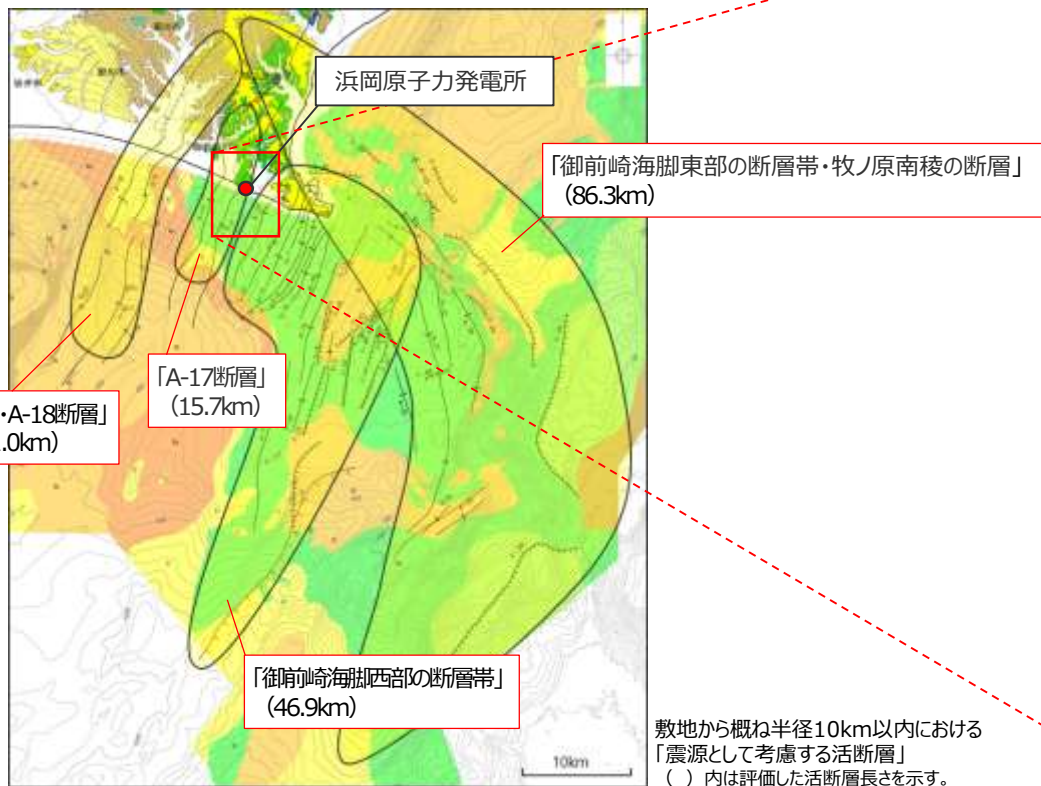 浜岡原子力発電所
「御前崎海脚東部の断層帯・牧ノ原南稜の断層」
（86.3km）
「A-17断層」
（15.7km）
・A-18断層」
.0km）
「御前崎海脚西部の断層帯」
（46.9km）
10km
敷地から概ね半径10km以内における
「震源として考慮する活断層」
（ ）内は評価した活断層長さを示す。